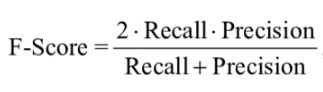 F-Score = 2 · Recall · Precision / Recall + Precision